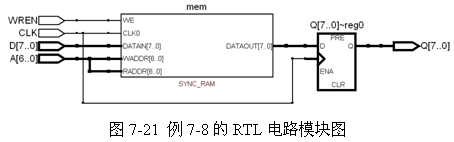 mem
Q[7..0]~reg0
WREN
WE
PRE
CLK
CLK0
D[7..0]
DATAIN[7..0]
DATAOUT[7..0]
D
Q
Q[7..0]
A[6..0]
WADDR[6..0]
RADDR[6..0]
ENA
SYNC_RAM
CLR
图 7-21 例 7-8 的 RTL 电路模块图